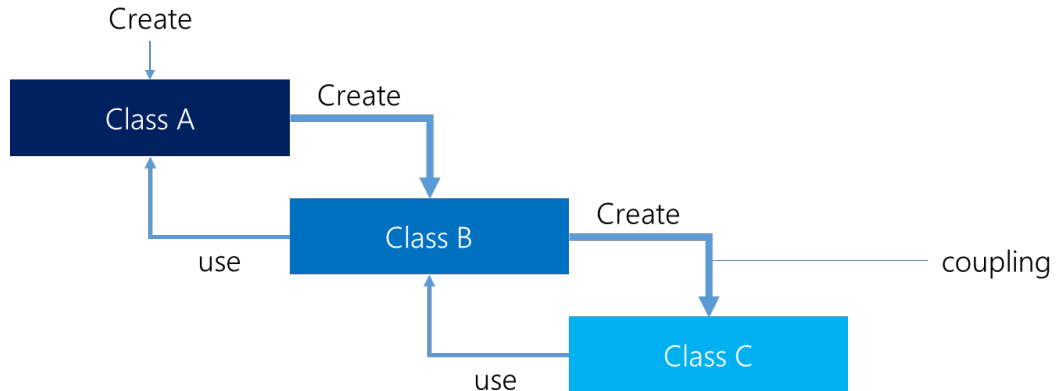 Create
Class A
Create
Class B
use
Create
coupling
Class C
use